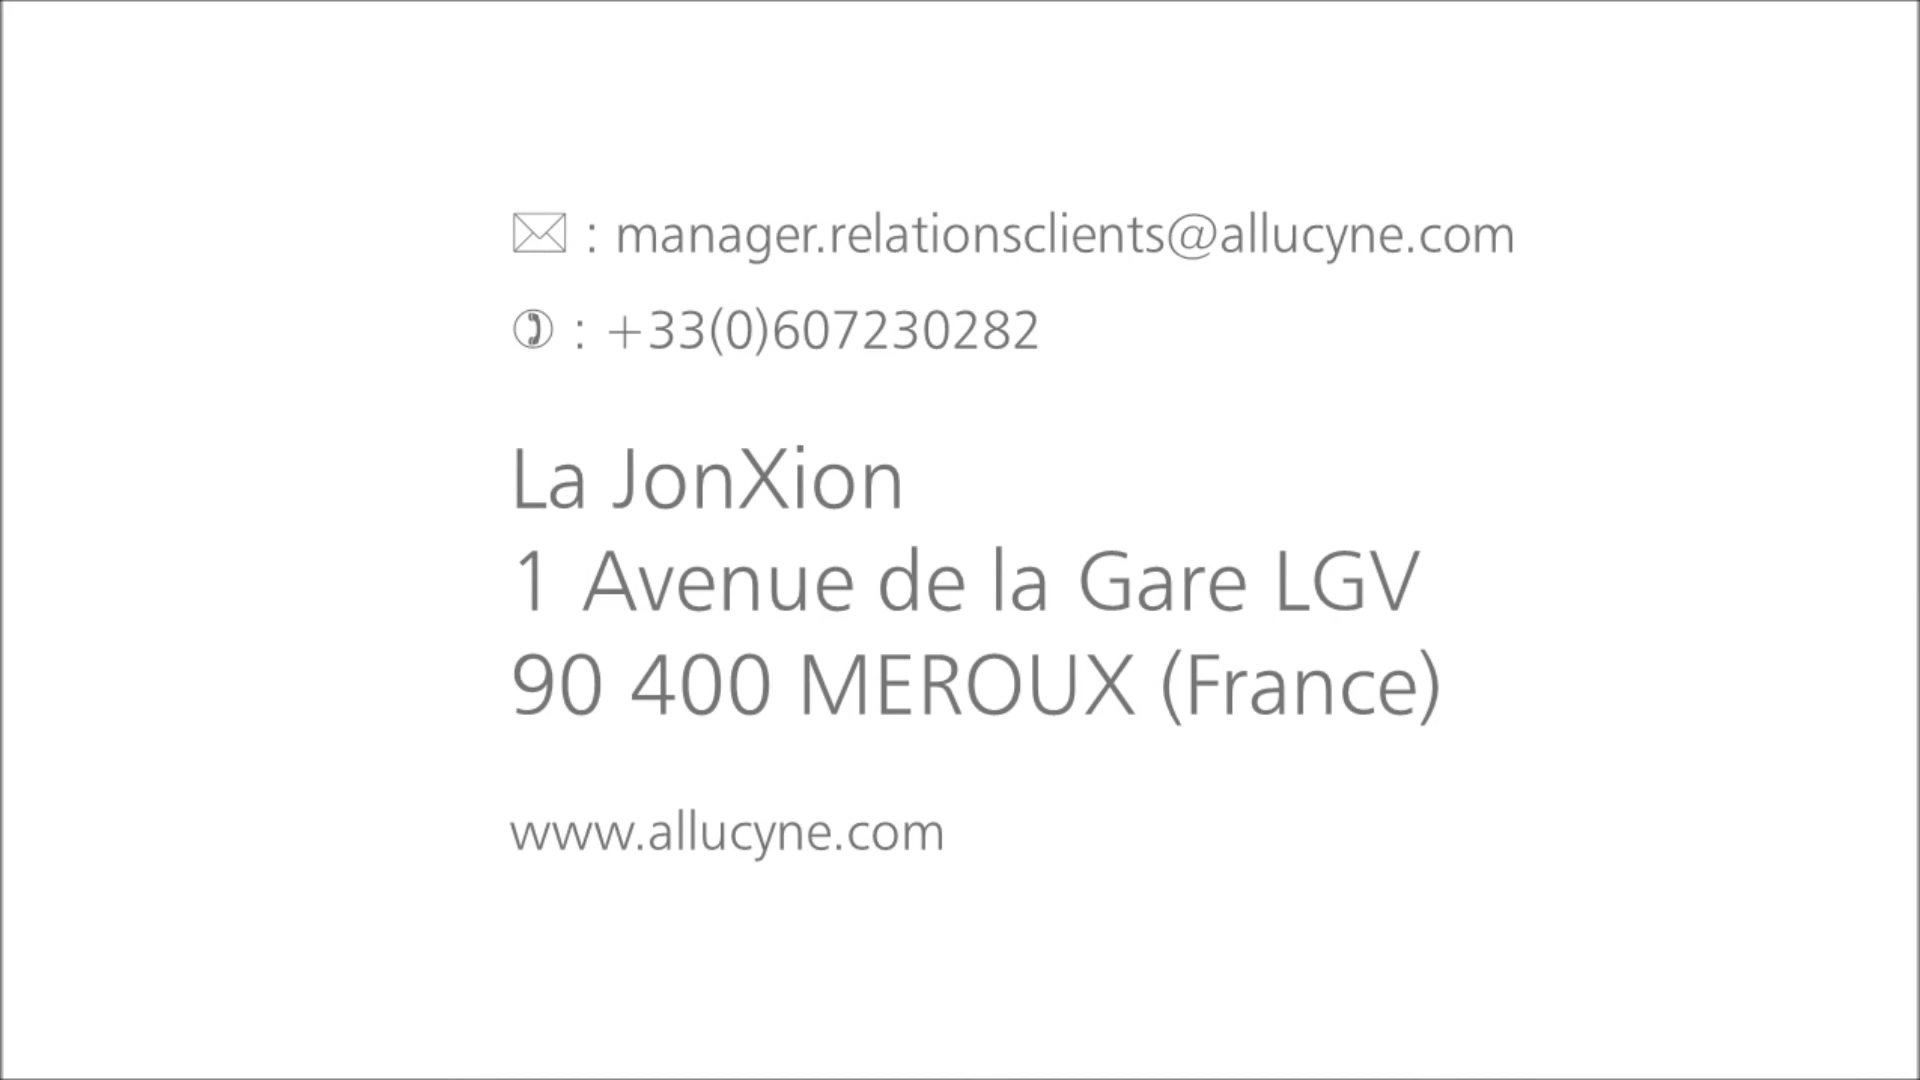 ✉ : manager.relationsclients@allucyne.com
✆ : +33(0)607230282
La JonXion
1 Avenue de la Gare LGV
90 400 MEROUX (France)
www.allucyne.com